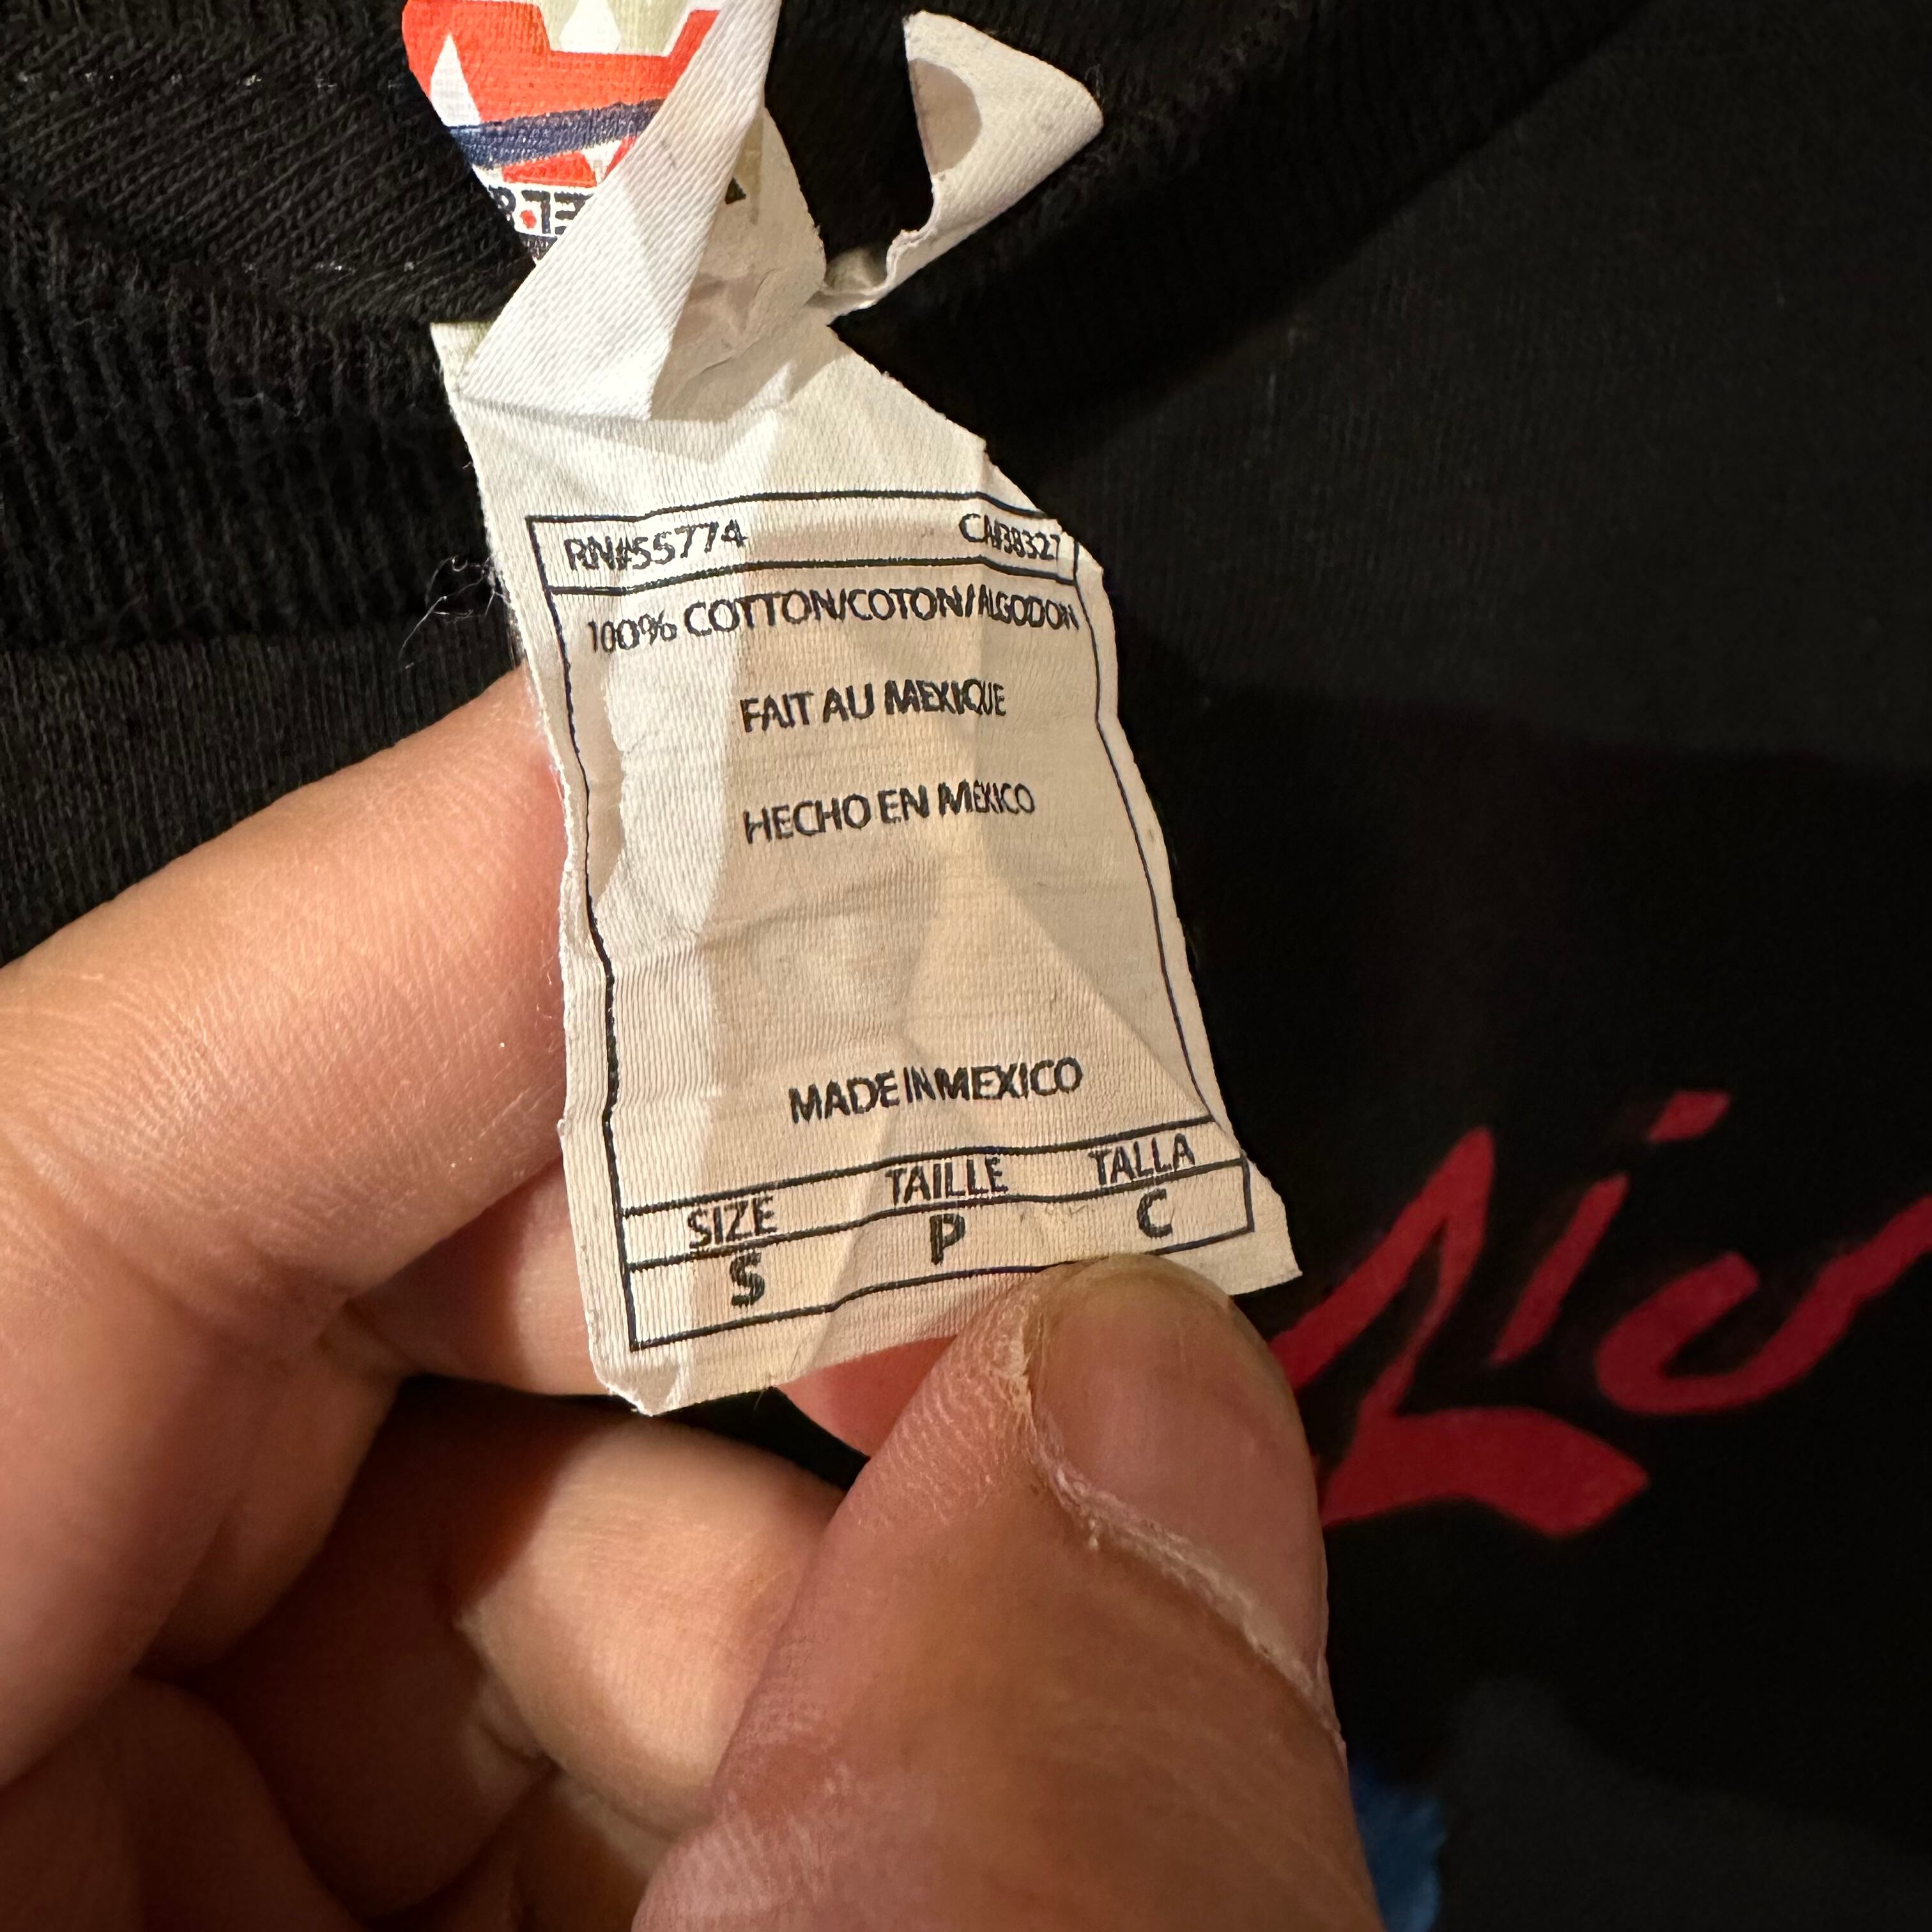 RN#55774 CA#38327
100% COTTON/COTON/ALGODON
FAIT AU MEXIQUE
HECHO EN MEXICO
MADE IN MEXICO
SIZE TAILLE TALLA
S P C